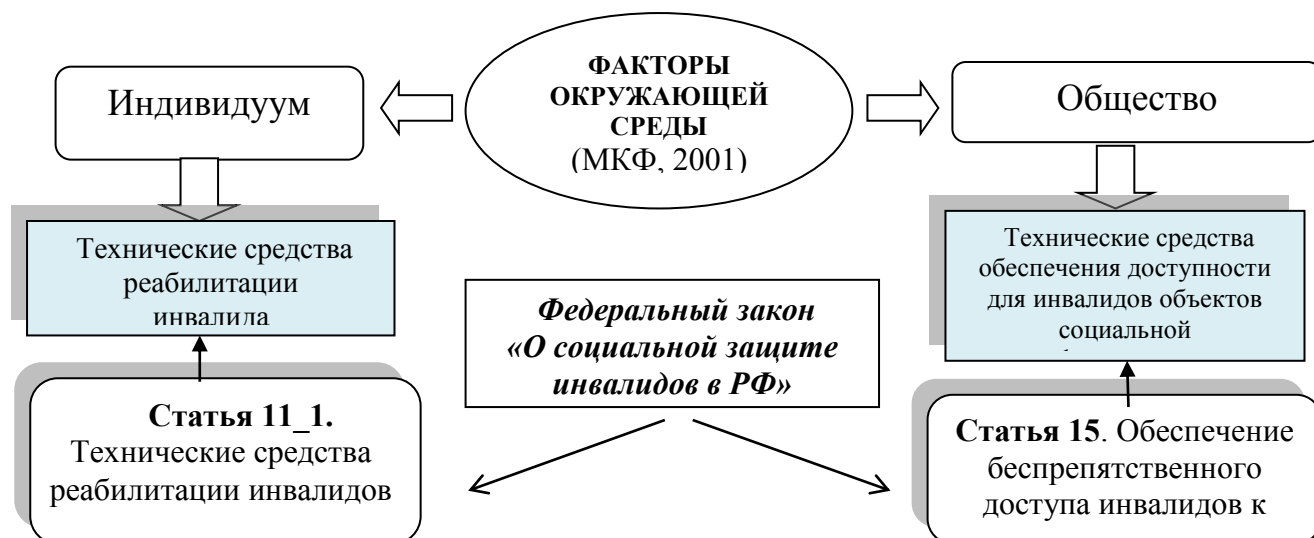 Индивидуум
ФАКТОРЫ
ОКРУЖАЮЩЕЙ
СРЕДЫ
(МКФ, 2001)
Общество
Технические средства
реабилитации
инвалида
Технические средства
обеспечения доступности
для инвалидов объектов
социальной
Федеральный закон
«О социальной защите
инвалидов в РФ»
Статья 11_1.
Технические средства
реабилитации инвалидов
Статья 15. Обеспечение
беспрепятственного
доступа инвалидов к